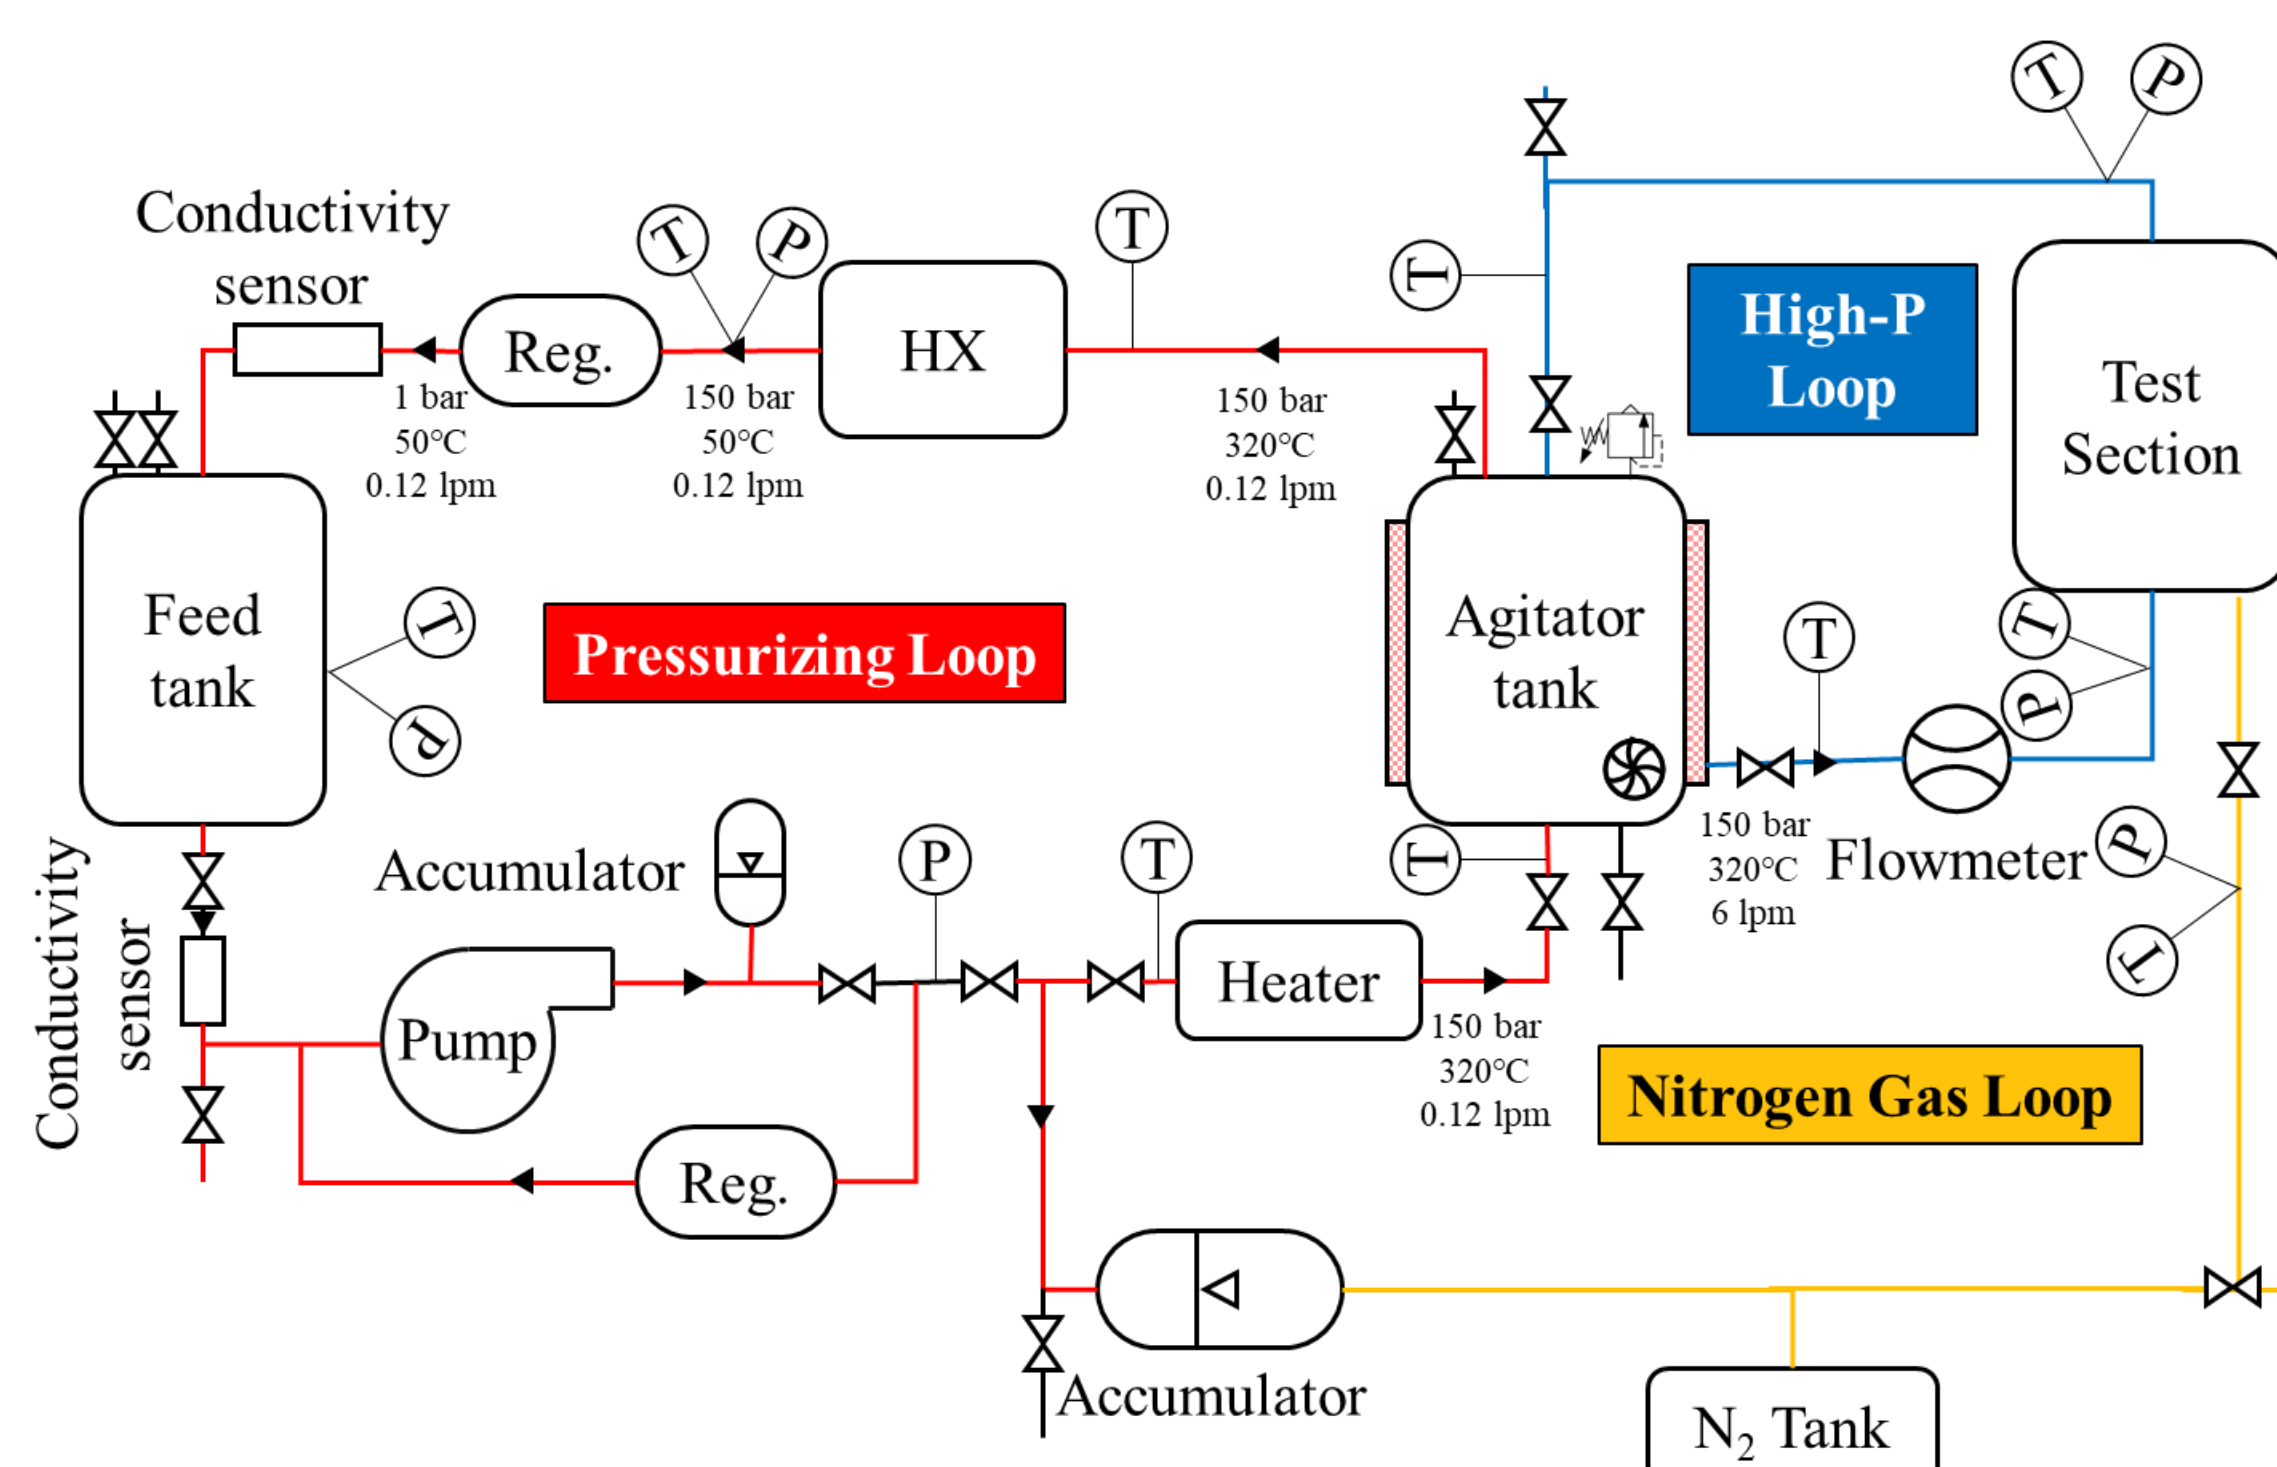 T
P
Conductivity
sensor
T
P
T
T
High-P
Loop
Test
Section
Reg.
HX
1 bar
50°C
0.12 lpm
150 bar
50°C
0.12 lpm
150 bar
320°C
0.12 lpm
Feed
tank
T
P
Pressurizing Loop
Agitator
tank
T
T
P
150 bar
320°C
6 lpm
Flowmeter
P
T
Conductivity
sensor
Accumulator
P
T
T
Pump
Heater
150 bar
320°C
0.12 lpm
Nitrogen Gas Loop
Reg.
Accumulator
N₂ Tank